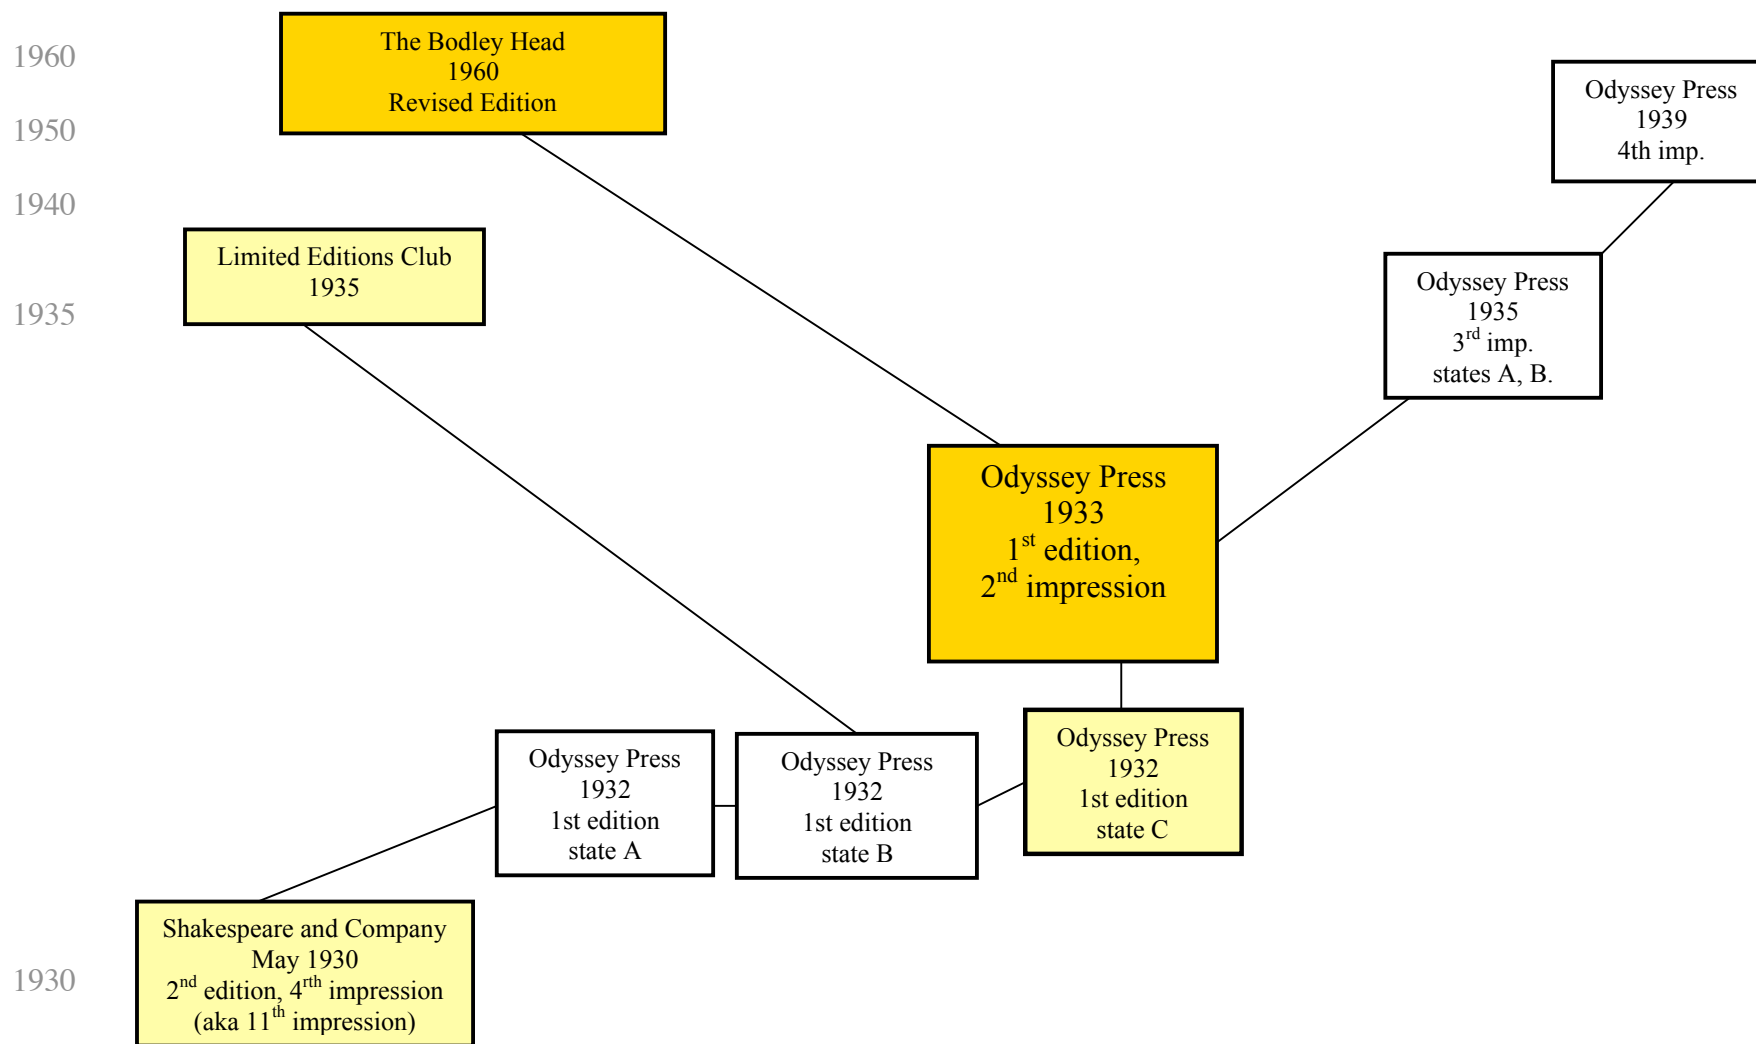 1960
1950
1940
1935
1930
The Bodley Head
1960
Revised Edition
Odyssey Press
1939
4th imp.
Limited Editions Club
1935
Odyssey Press
1935
3rd imp.
states A, B.
Odyssey Press
1933
1st edition,
2nd impression
Odyssey Press
1932
1st edition
state A
Odyssey Press
1932
1st edition
state B
Odyssey Press
1932
1st edition
state C
Shakespeare and Company
May 1930
2nd edition, 4rth impression
(aka 11th impression)